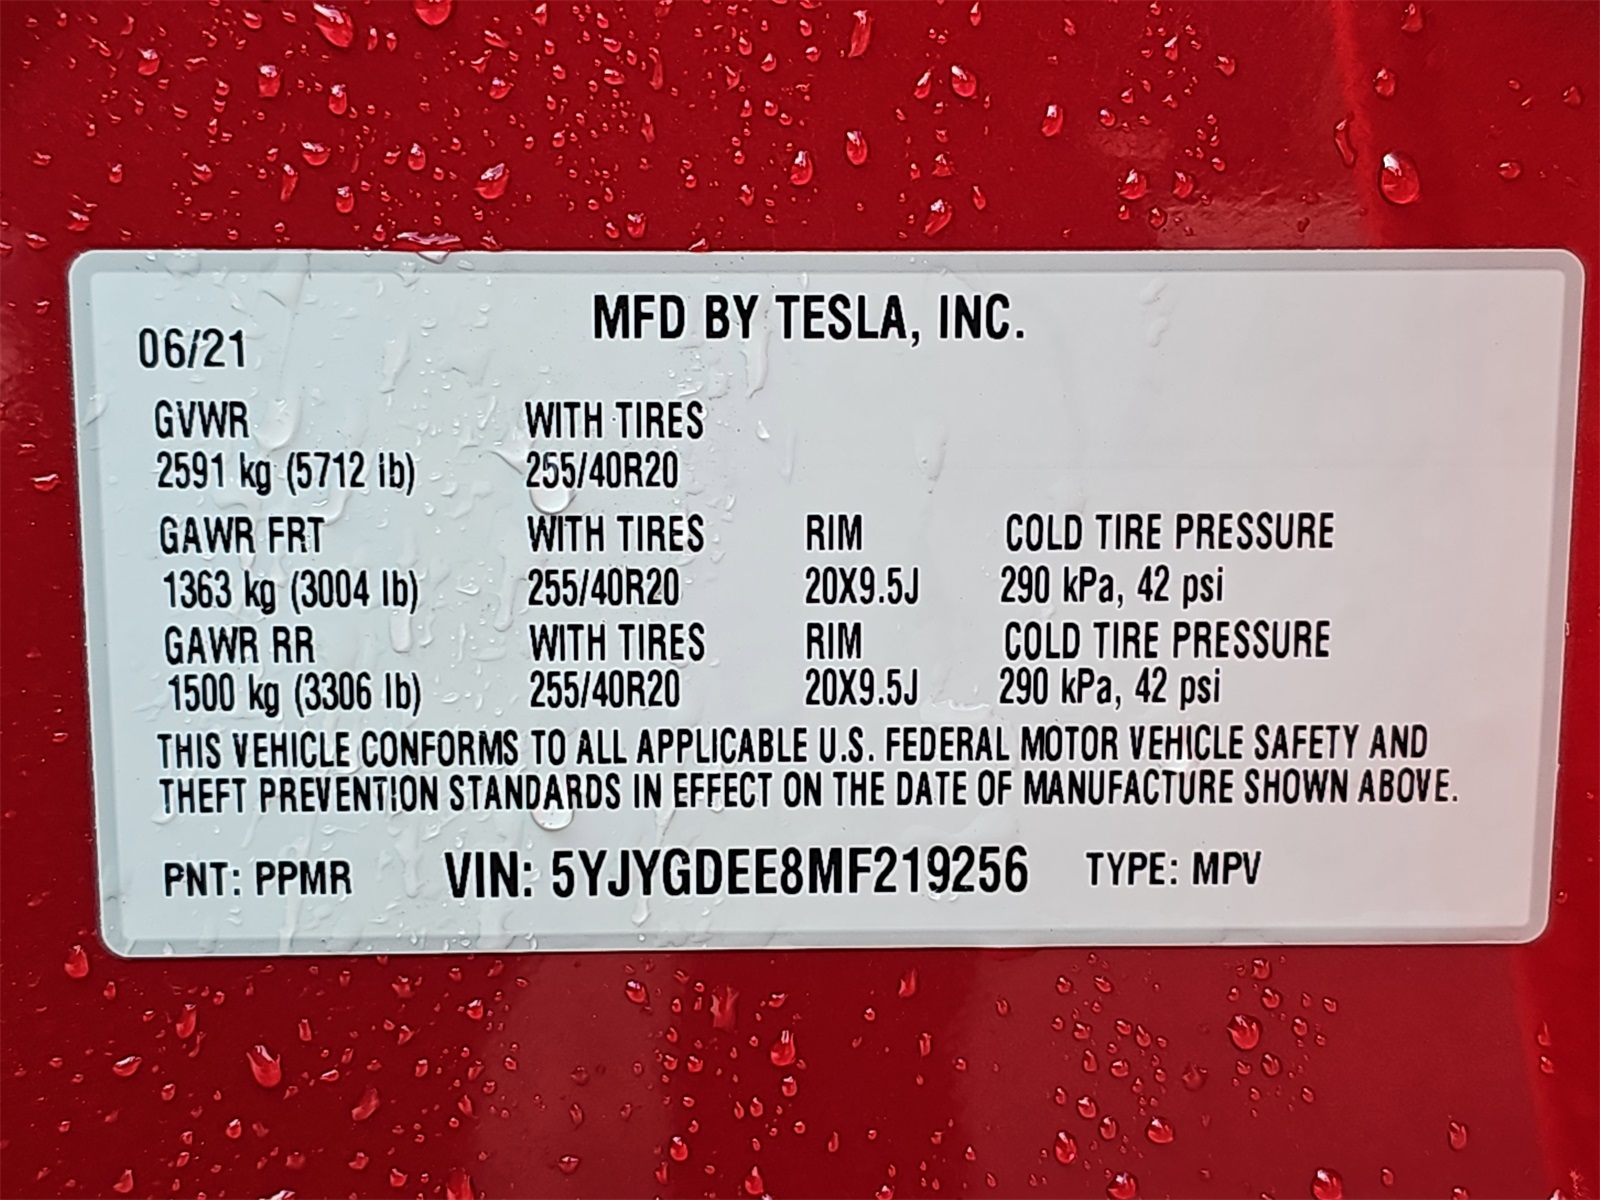 MFD BY TESLA, INC.
06/21
GVWR WITH TIRES
2591 kg (5712 lb) 255/40R20
GAWR FRT WITH TIRES RIM COLD TIRE PRESSURE
1363 kg (3004 lb) 255/40R20 20X9.5J 290 kPa, 42 psi
GAWR RR WITH TIRES RIM COLD TIRE PRESSURE
1500 kg (3306 lb) 255/40R20 20X9.5J 290 kPa, 42 psi
THIS VEHICLE CONFORMS TO ALL APPLICABLE U.S. FEDERAL MOTOR VEHICLE SAFETY AND
THEFT PREVENTION STANDARDS IN EFFECT ON THE DATE OF MANUFACTURE SHOWN ABOVE.
PNT: PPMR VIN: 5YJYGDEE8MF219256 TYPE: MPV